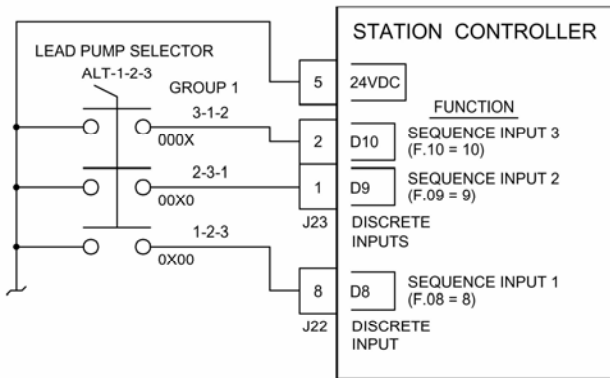 STATION CONTROLLER
LEAD PUMP SELECTOR
ALT-1-2-3
GROUP 1
5
24VDC
FUNCTION
3-1-2
000X
2
D10
SEQUENCE INPUT 3
(F.10 = 10)
2-3-1
00X0
1
D9
SEQUENCE INPUT 2
(F.09 = 9)
J23
DISCRETE
INPUTS
1-2-3
0X00
8
D8
SEQUENCE INPUT 1
(F.08 = 8)
J22
DISCRETE
INPUT